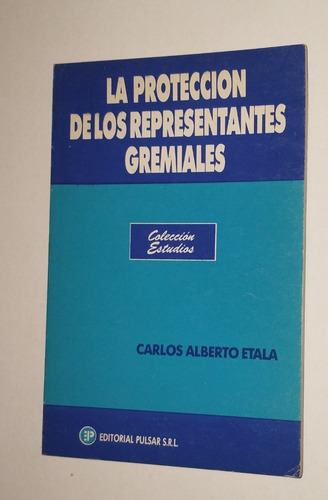 LA PROTECCION
DE LOS REPRESENTANTES
GREMIALES
Colección
Estudios
CARLOS ALBERTO ETALA
EP EDITORIAL PULSAR S.R.L.